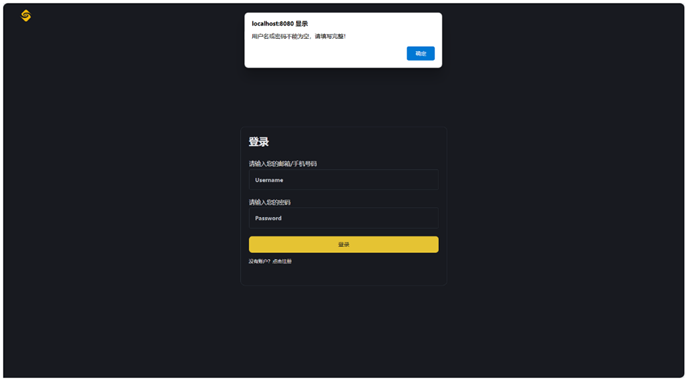 localhost:8080 登录
用户名或密码不能为空，请填写完整!
确定
登录
请输入您的邮箱/手机号码
Username
请输入您的密码
Password
登录
没有账户？点击注册